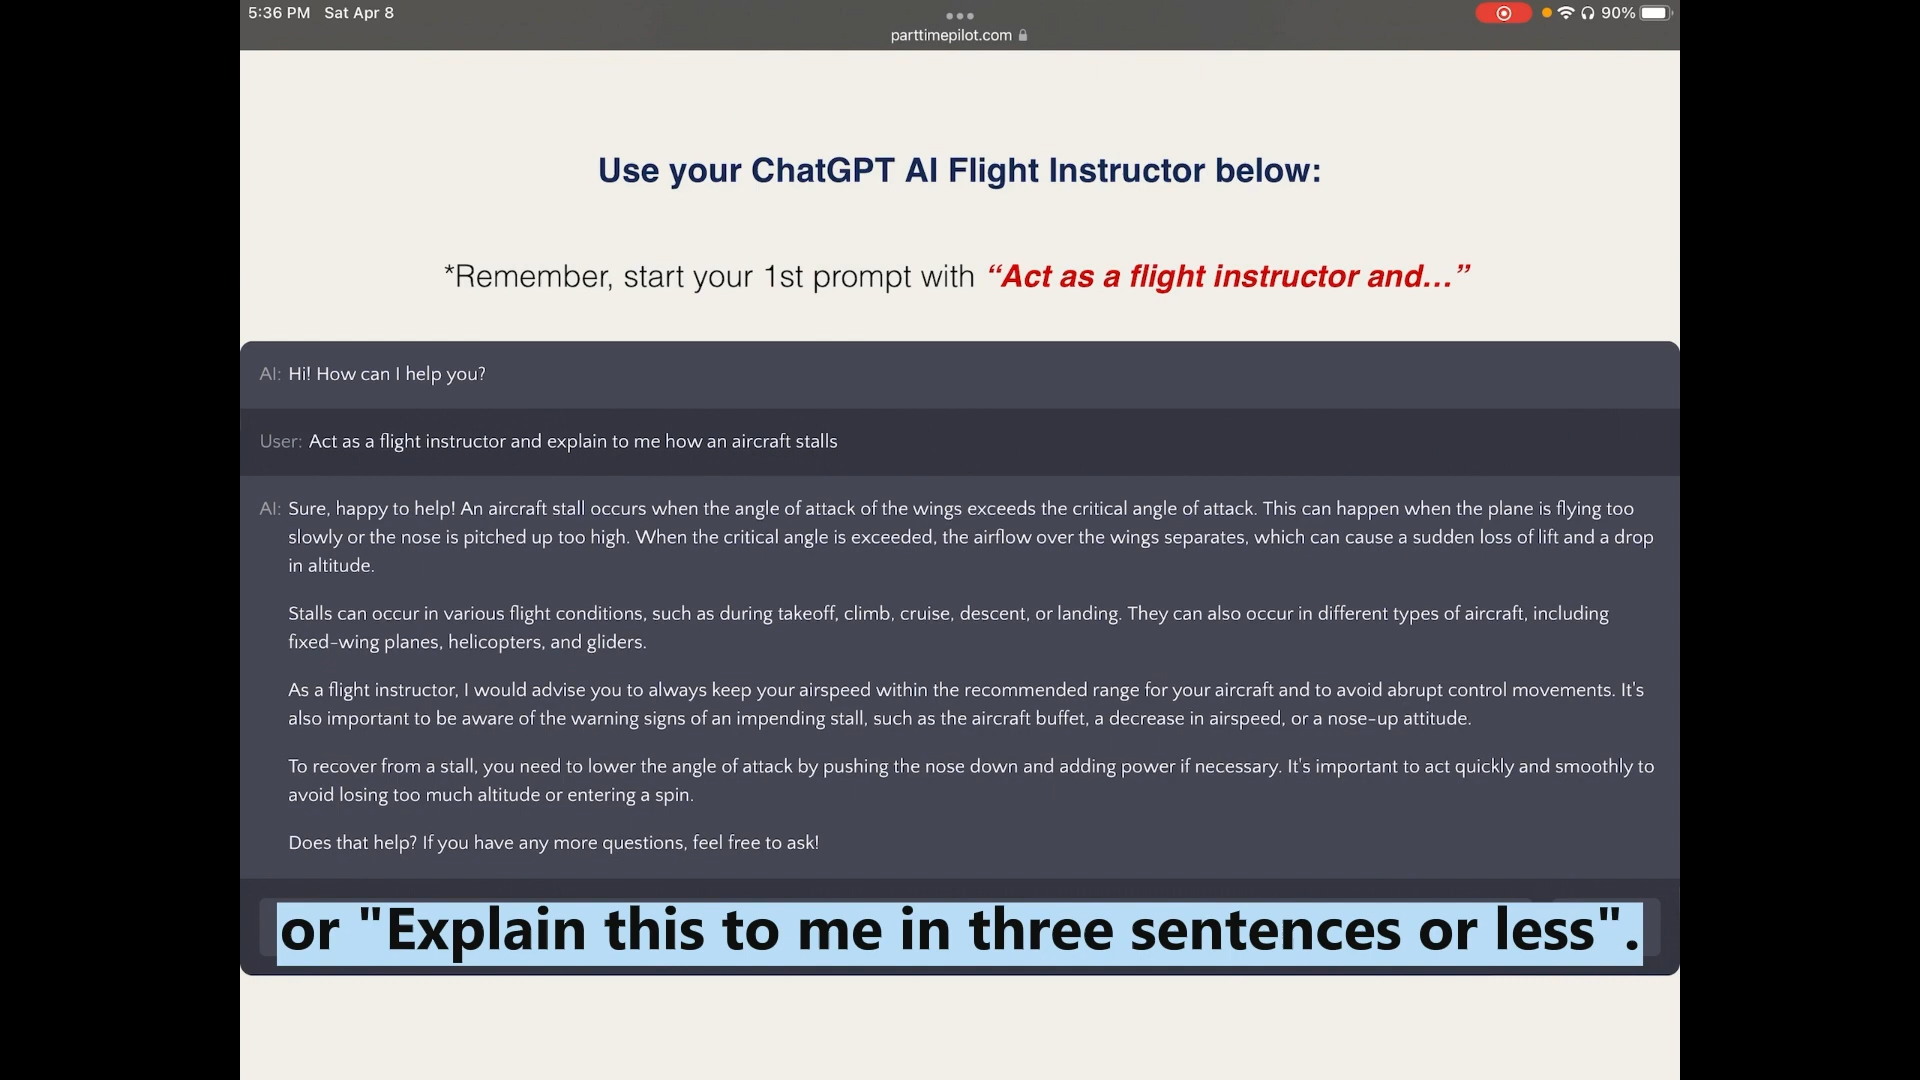 5:36 PM Sat Apr 8
90%
parttimepilot.com
Use your ChatGPT AI Flight Instructor below:
*Remember, start your 1st prompt with “Act as a flight instructor and...”
AI: Hi! How can I help you?
User: Act as a flight instructor and explain to me how an aircraft stalls
AI: Sure, happy to help! An aircraft stall occurs when the angle of attack of the wings exceeds the critical angle of attack. This can happen when the plane is flying too
slowly or the nose is pitched up too high. When the critical angle is exceeded, the airflow over the wings separates, which can cause a sudden loss of lift and a drop
in altitude.
Stalls can occur in various flight conditions, such as during takeoff, climb, cruise, descent, or landing. They can also occur in different types of aircraft, including
fixed-wing planes, helicopters, and gliders.
As a flight instructor, I would advise you to always keep your airspeed within the recommended range for your aircraft and to avoid abrupt control movements. It's
also important to be aware of the warning signs of an impending stall, such as the aircraft buffet, a decrease in airspeed, or a nose-up attitude.
To recover from a stall, you need to lower the angle of attack by pushing the nose down and adding power if necessary. It's important to act quickly and smoothly to
avoid losing too much altitude or entering a spin.
Does that help? If you have any more questions, feel free to ask!
or "Explain this to me in three sentences or less".